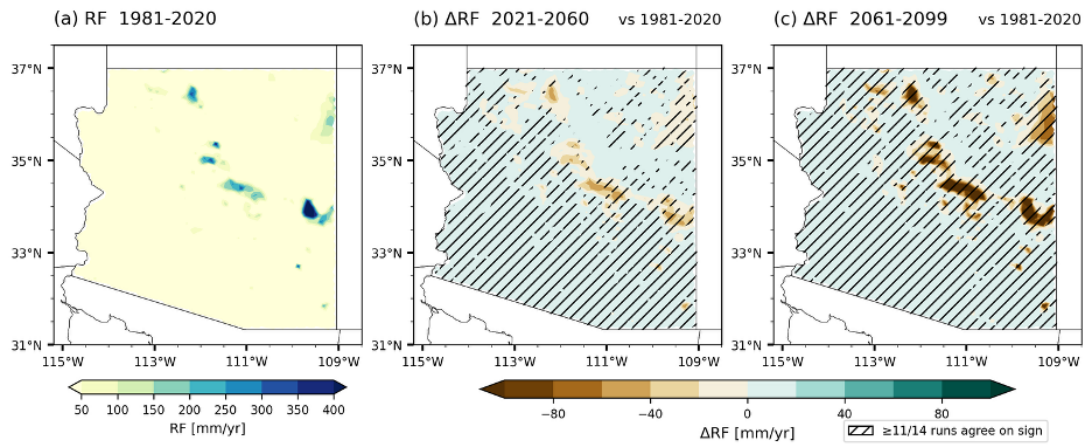 (a) RF 1981-2020
(b) ΔRF 2021-2060 vs 1981-2020
(c) ΔRF 2061-2099 vs 1981-2020
37°N 37°N 37°N
35°N 35°N 35°N
33°N 33°N 33°N
31°N 31°N 31°N
115°W 113°W 111°W 109°W 115°W 113°W 111°W 109°W 115°W 113°W 111°W 109°W
50 100 150 200 250 300 350 400
RF [mm/yr]
−80 −40 0 40 80
ΔRF [mm/yr]
≥11/14 runs agree on sign